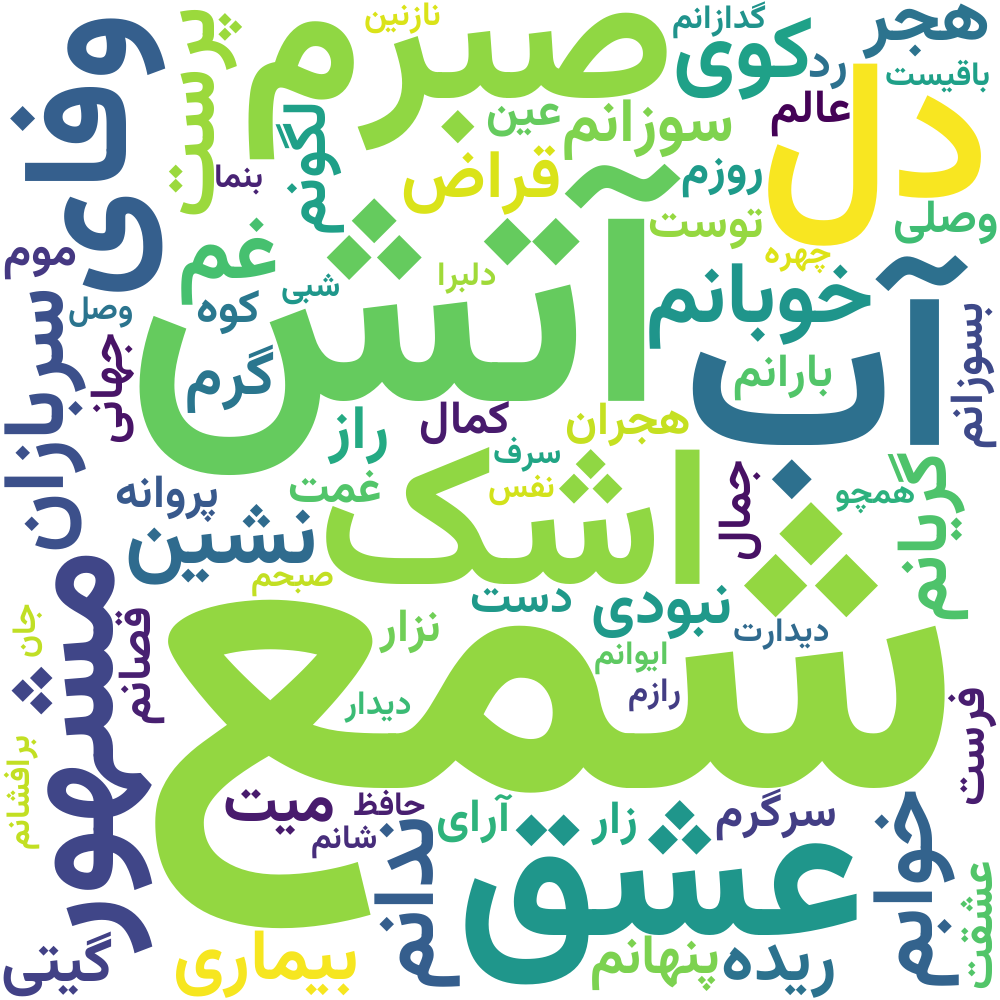 نازنین
گدازانم
هجر
وفای
پرست
صبرم
کوی
رد
باقیست
دل
عالم
لگونم
عین
سوزانم
بنما
قراض
روزم
توست
وصلی
موم
غم
آتش
چهره
شبی
دلبرا
خوبانم
آب
وصل
کوه
بسوزانم
سربازان
جهانی
گرم
بارانم
راز
کمال
هجران
سرف
اشک
جمال
همچو
گریانم
پروانه
غمت
نفس
نشین
صبحم
دست
نبودی
دیدارت
شمع
جان
قصانم
نزار
ایوانم
رازم
مشهور
دیدار
فرست
برافشانم
میت
حافظ
شانم
آرای
زار
سرگرم
عشق
خوابم
ندانم
عشقت
گیتی
بیماری
پنهانم
ریده